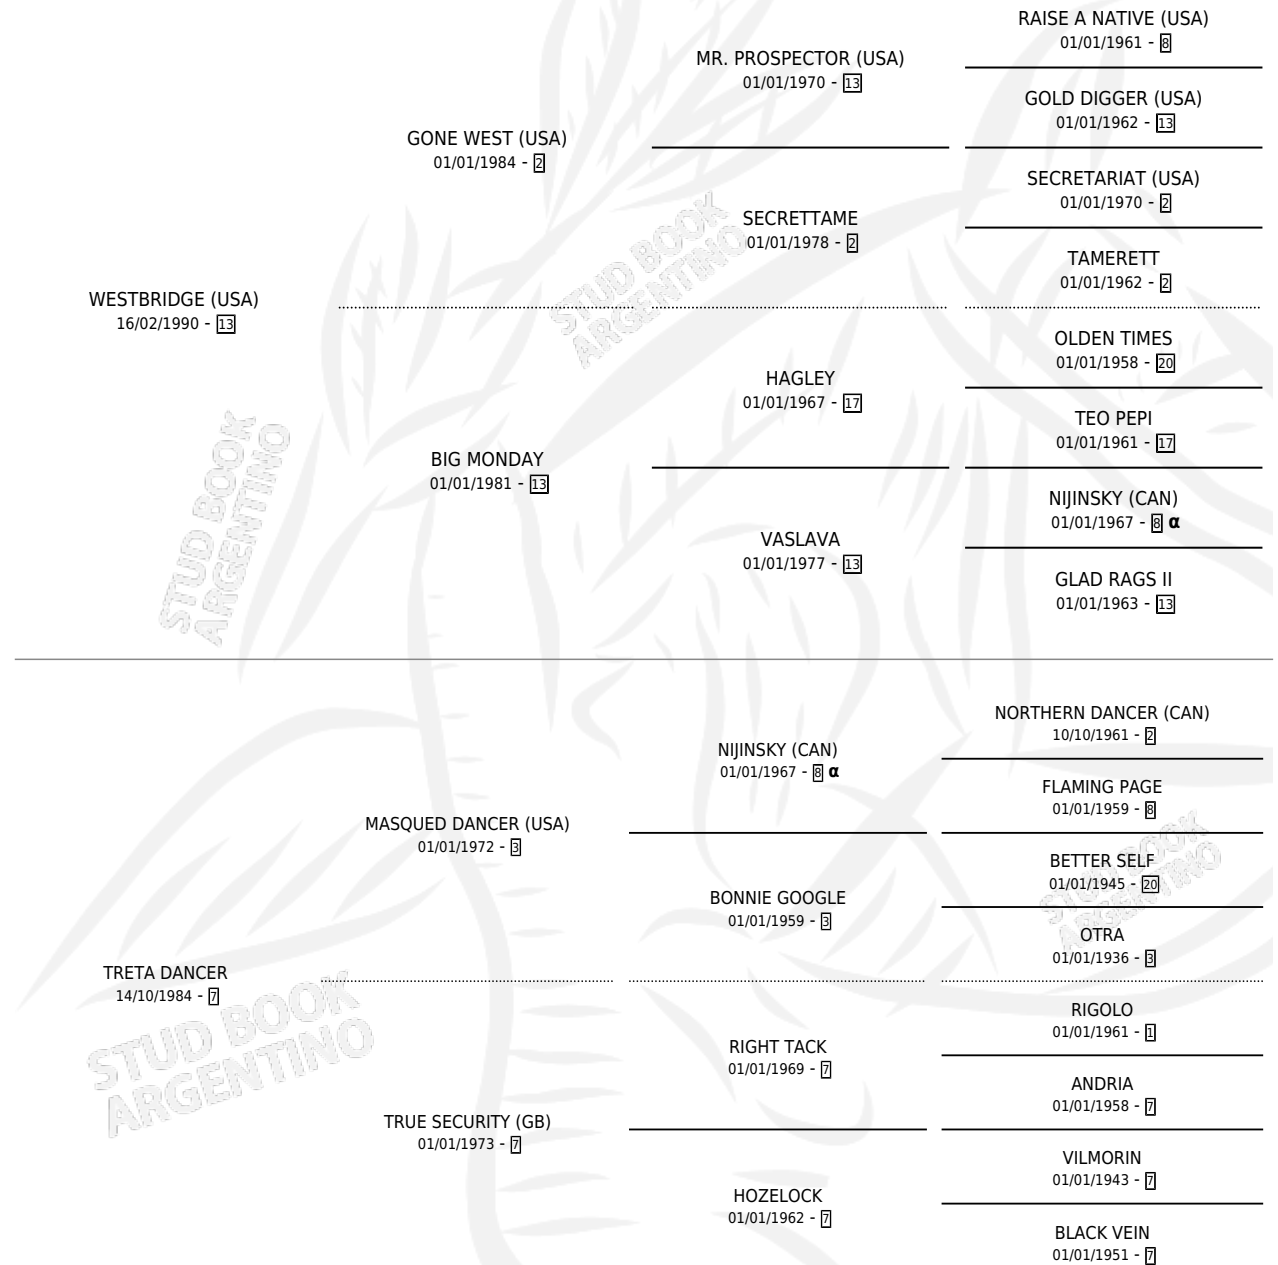 RAISE A NATIVE (USA)
01/01/1961 - 8
MR. PROSPECTOR (USA)
01/01/1970 - 13
GOLD DIGGER (USA)
01/01/1962 - 13
GONE WEST (USA)
01/01/1984 - 2
SECRETARIAT (USA)
01/01/1970 - 2
SECRETTAME
01/01/1978 - 2
TAMERETT
01/01/1962 - 2
STUD BOOK
ARGENTINO
WESTBRIDGE (USA)
16/02/1990 - 13
OLDEN TIMES
01/01/1958 - 20
HAGLEY
01/01/1967 - 17
TEO PEPI
01/01/1961 - 17
BIG MONDAY
01/01/1981 - 13
NIJINSKY (CAN)
01/01/1967 - 8 α
VASLAVA
01/01/1977 - 13
GLAD RAGS II
01/01/1963 - 13
STUD BOOK
ARGENTINO
NORTHERN DANCER (CAN)
10/10/1961 - 2
NIJINSKY (CAN)
01/01/1967 - 8 α
FLAMING PAGE
01/01/1959 - 8
MASQUED DANCER (USA)
01/01/1972 - 3
BETTER SELF
01/01/1945 - 20
BONNIE GOOGLE
01/01/1959 - 3
OTRA
01/01/1936 - 3
STUD BOOK
ARGENTINO
TRETA DANCER
14/10/1984 - 7
RIGOLO
01/01/1961 - 1
RIGHT TACK
01/01/1969 - 7
ANDRIA
01/01/1958 - 7
STUD BOOK
ARGENTINO
TRUE SECURITY (GB)
01/01/1973 - 7
VILMORIN
01/01/1943 - 7
HOZELOCK
01/01/1962 - 7
BLACK VEIN
01/01/1951 - 7